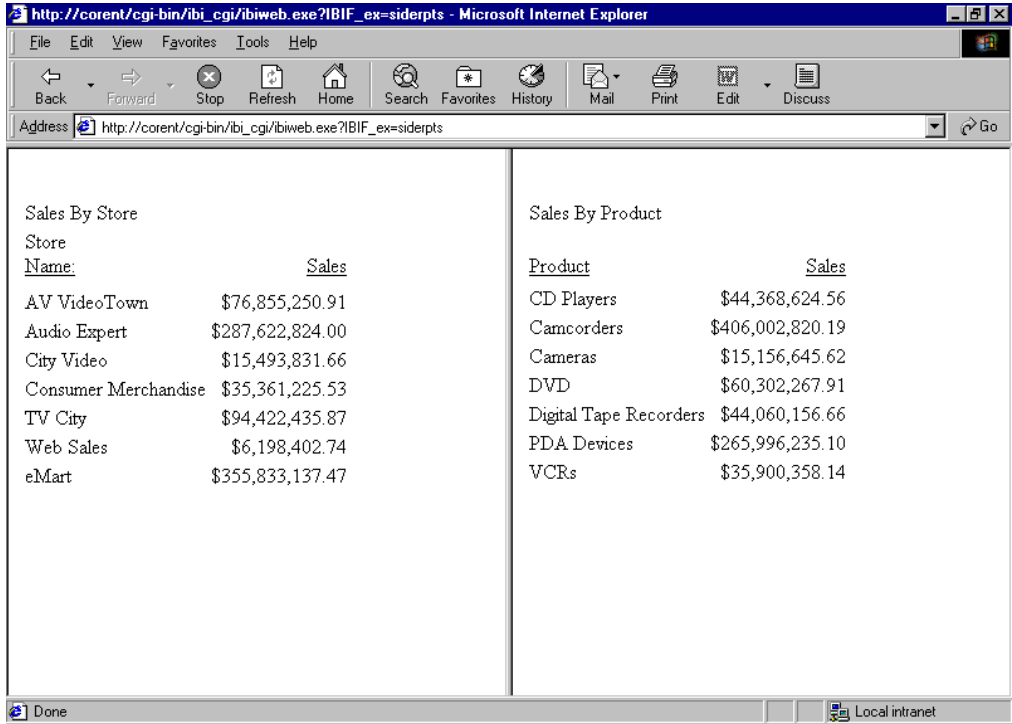 http://corent/cgi-bin/ibi_cgi/ibiweb.exe?IBIF_ex=siderpts - Microsoft Internet Explorer
File Edit View Favorites Tools Help
Back Forward Stop Refresh Home Search Favorites History Mail Print Edit Discuss
Address http://corent/cgi-bin/ibi_cgi/ibiweb.exe?IBIF_ex=siderpts Go
Sales By Store
Store
Name: Sales
AV VideoTown $76,855,250.91
Audio Expert $287,622,824.00
City Video $15,493,831.66
Consumer Merchandise $35,361,225.53
TV City $94,422,435.87
Web Sales $6,198,402.74
eMart $355,833,137.47
Sales By Product
Product Sales
CD Players $44,368,624.56
Camcorders $406,002,820.19
Cameras $15,156,645.62
DVD $60,302,267.91
Digital Tape Recorders $44,060,156.66
PDA Devices $265,996,235.10
VCRs $35,900,358.14
Done Local intranet